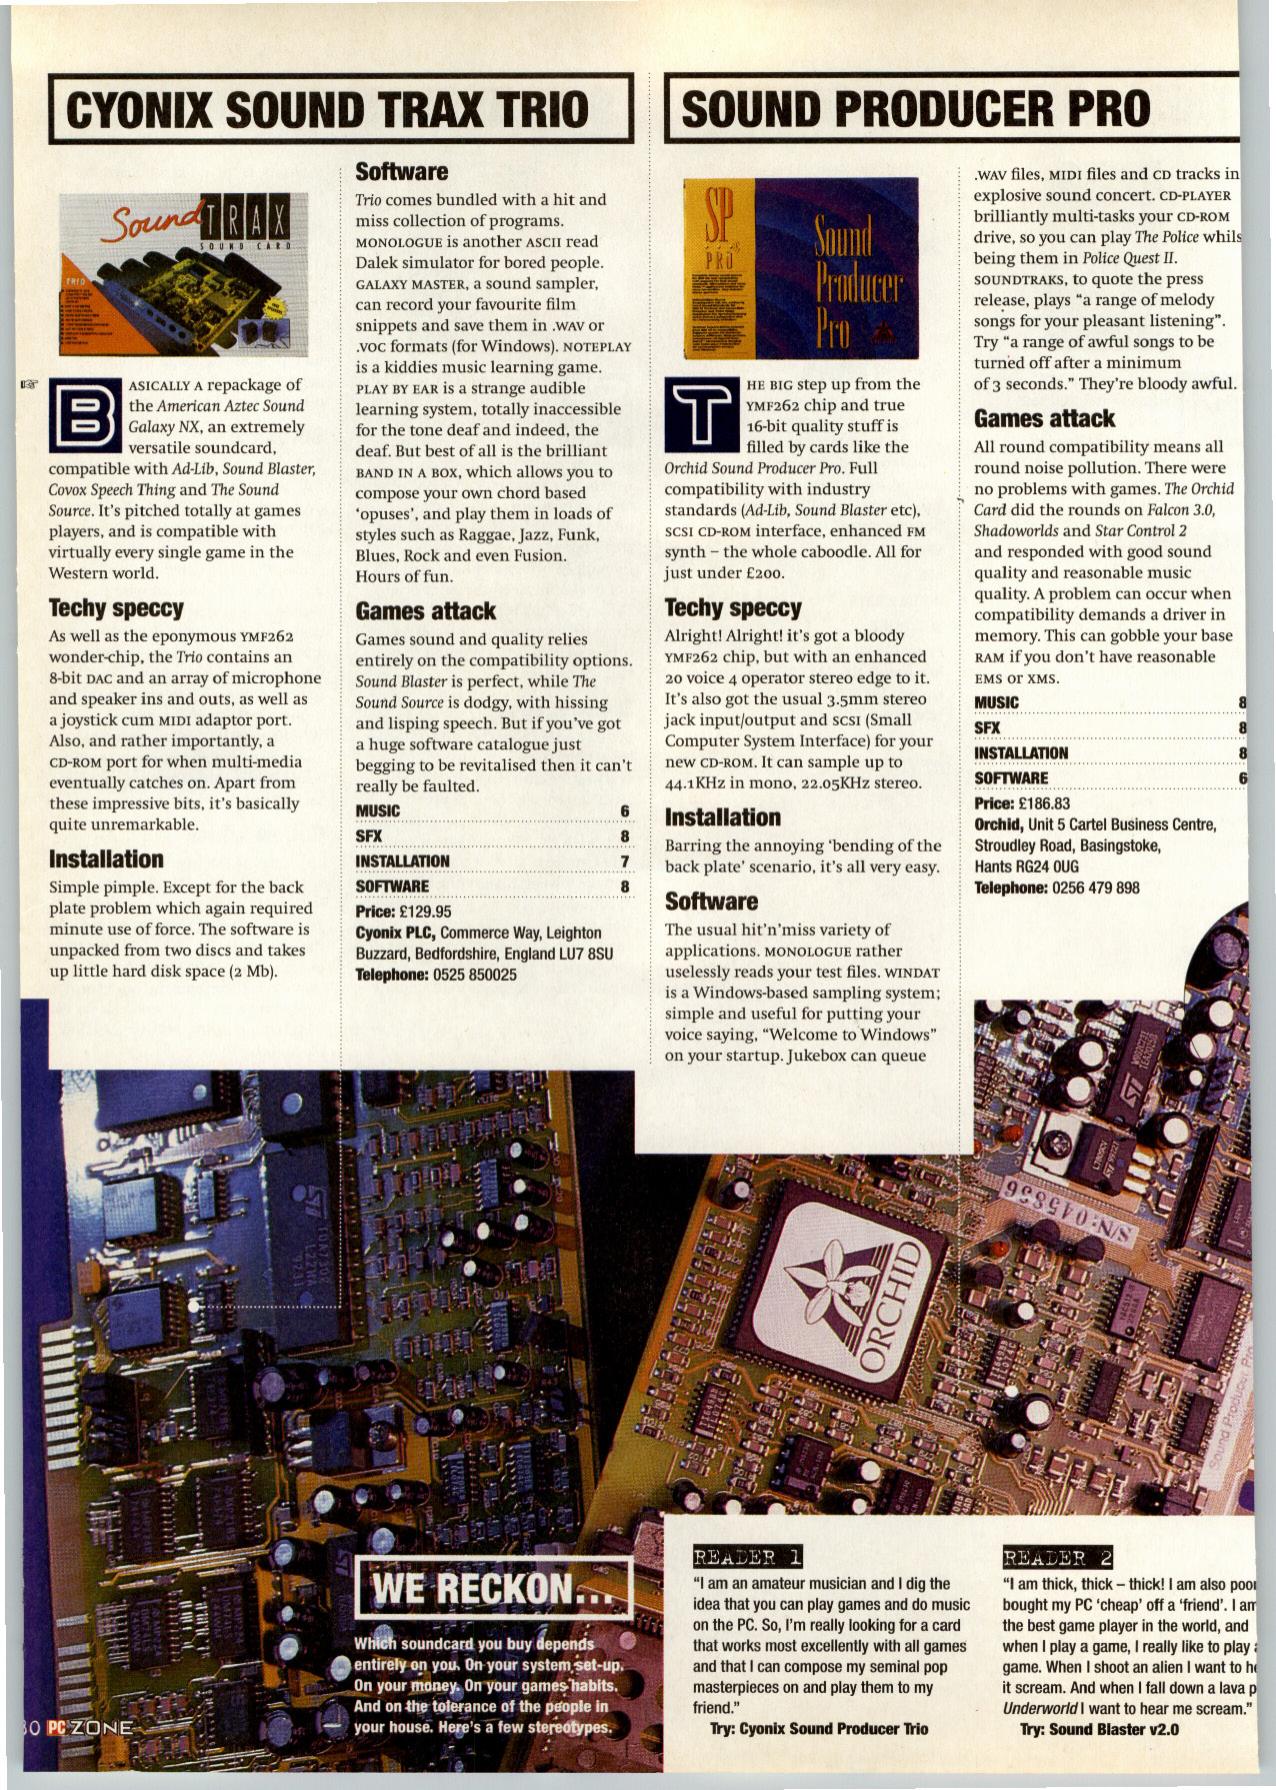 CYONIX SOUND TRAX TRIO
Sound TRAX
SOUND CARD
TRIO
BASICALLY A repackage of
the American Aztec Sound
Galaxy NX, an extremely
versatile soundcard,
compatible with Ad-Lib, Sound Blaster,
Covox Speech Thing and The Sound
Source. It's pitched totally at games
players, and is compatible with
virtually every single game in the
Western world.
Techy speccy
As well as the eponymous YMF262
wonder-chip, the Trio contains an
8-bit DAC and an array of microphone
and speaker ins and outs, as well as
a joystick cum MIDI adaptor port.
Also, and rather importantly, a
CD-ROM port for when multi-media
eventually catches on. Apart from
these impressive bits, it's basically
quite unremarkable.
Installation
Simple pimple. Except for the back
plate problem which again required
minute use of force. The software is
unpacked from two discs and takes
up little hard disk space (2 Mb).
Software
Trio comes bundled with a hit and
miss collection of programs.
MONOLOGUE is another ASCII read
Dalek simulator for bored people.
GALAXY MASTER, a sound sampler,
can record your favourite film
snippets and save them in .WAV or
.VOC formats (for Windows). NOTEPLAY
is a kiddies music learning game.
PLAY BY EAR is a strange audible
learning system, totally inaccessible
for the tone deaf and indeed, the
deaf. But best of all is the brilliant
BAND IN A BOX, which allows you to
compose your own chord based
'opuses', and play them in loads of
styles such as Raggae, Jazz, Funk,
Blues, Rock and even Fusion.
Hours of fun.
Games attack
Games sound and quality relies
entirely on the compatibility options.
Sound Blaster is perfect, while The
Sound Source is dodgy, with hissing
and lisping speech. But if you've got
a huge software catalogue just
begging to be revitalised then it can't
really be faulted.
MUSIC 6
SFX 8
INSTALLATION 7
SOFTWARE 8
Price: £129.95
Cyonix PLC, Commerce Way, Leighton
Buzzard, Bedfordshire, England LU7 8SU
Telephone: 0525 850025
SOUND PRODUCER PRO
SP
PRO
Sound
Producer
Pro
THE BIG step up from the
YMF262 chip and true
16-bit quality stuff is
filled by cards like the
Orchid Sound Producer Pro. Full
compatibility with industry
standards (Ad-Lib, Sound Blaster etc),
SCSI CD-ROM interface, enhanced FM
synth – the whole caboodle. All for
just under £200.
Techy speccy
Alright! Alright! it's got a bloody
YMF262 chip, but with an enhanced
20 voice 4 operator stereo edge to it.
It's also got the usual 3.5mm stereo
jack input/output and SCSI (Small
Computer System Interface) for your
new CD-ROM. It can sample up to
44.1KHz in mono, 22.05KHz stereo.
Installation
Barring the annoying 'bending of the
back plate' scenario, it's all very easy.
Software
The usual hit'n'miss variety of
applications. MONOLOGUE rather
uselessly reads your test files. WINDAT
is a Windows-based sampling system;
simple and useful for putting your
voice saying, "Welcome to Windows"
on your startup. Jukebox can queue
.WAV files, MIDI files and CD tracks in
explosive sound concert. CD-PLAYER
brilliantly multi-tasks your CD-ROM
drive, so you can play The Police whils
being them in Police Quest II.
SOUNDTRAKS, to quote the press
release, plays "a range of melody
songs for your pleasant listening".
Try "a range of awful songs to be
turned off after a minimum
of 3 seconds." They're bloody awful.
Games attack
All round compatibility means all
round noise pollution. There were
no problems with games. The Orchid
Card did the rounds on Falcon 3.0,
Shadoworlds and Star Control 2
and responded with good sound
quality and reasonable music
quality. A problem can occur when
compatibility demands a driver in
memory. This can gobble your base
RAM if you don't have reasonable
EMS or XMS.
MUSIC 8
SFX 8
INSTALLATION 8
SOFTWARE 6
Price: £186.83
Orchid, Unit 5 Cartel Business Centre,
Stroudley Road, Basingstoke,
Hants RG24 0UG
Telephone: 0256 479 898
S/N:045836
ORCHID
Sound Producer Pro
WE RECKON...
Which soundcard you buy depends
entirely on you. On your system set-up.
On your money. On your games habits.
And on the tolerance of the people in
your house. Here's a few stereotypes.
READER 1
"I am an amateur musician and I dig the
idea that you can play games and do music
on the PC. So, I'm really looking for a card
that works most excellently with all games
and that I can compose my seminal pop
masterpieces on and play them to my
friend."
Try: Cyonix Sound Producer Trio
READER 2
"I am thick, thick – thick! I am also poor
bought my PC 'cheap' off a 'friend'. I am
the best game player in the world, and
when I play a game, I really like to play
game. When I shoot an alien I want to he
it scream. And when I fall down a lava p
Underworld I want to hear me scream."
Try: Sound Blaster v2.0
30 PC ZONE